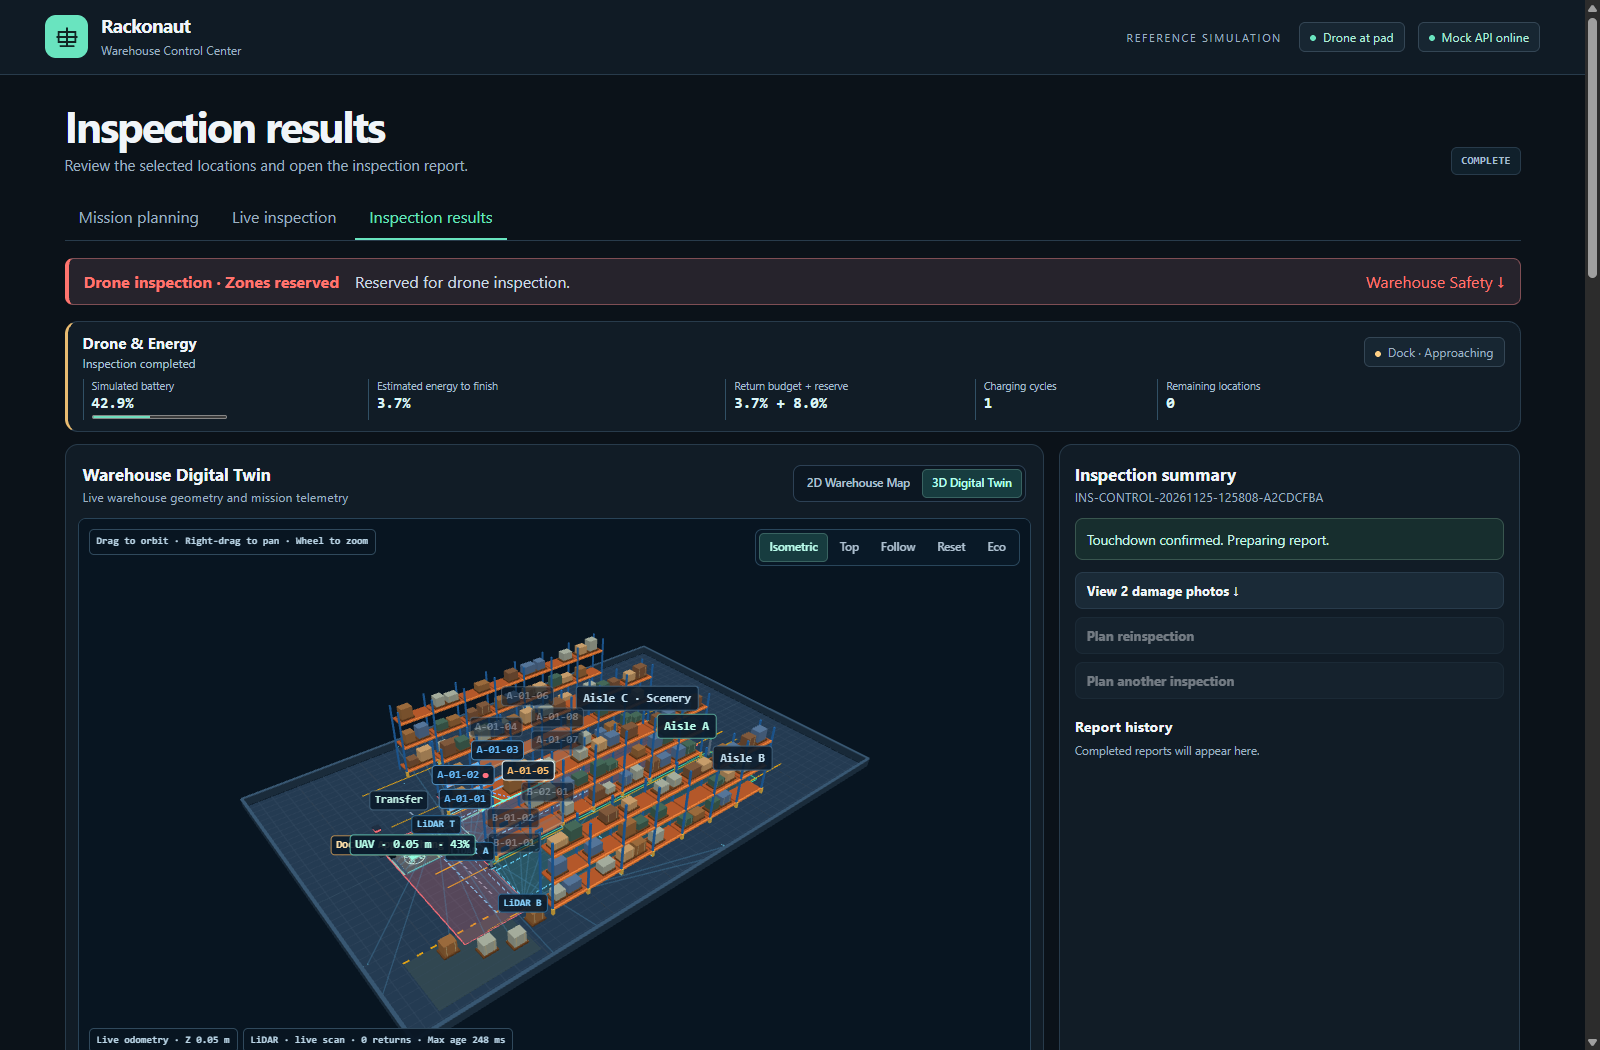 Rackonaut
Warehouse Control Center
REFERENCE SIMULATION
Drone at pad
Mock API online
Inspection results
Review the selected locations and open the inspection report.
COMPLETE
Mission planning
Live inspection
Inspection results
Drone inspection · Zones reserved Reserved for drone inspection.
Warehouse Safety ↓
Drone & Energy
Inspection completed
Dock · Approaching
Simulated battery
42.9%
Estimated energy to finish
3.7%
Return budget + reserve
3.7% + 8.0%
Charging cycles
1
Remaining locations
0
Warehouse Digital Twin
Live warehouse geometry and mission telemetry
2D Warehouse Map
3D Digital Twin
Drag to orbit · Right-drag to pan · Wheel to zoom
Isometric
Top
Follow
Reset
Eco
A-01-06
Aisle C · Scenery
A-01-08
A-01-04
Aisle A
A-01-07
A-01-03
Aisle B
A-01-05
A-01-02
B-02-01
Transfer
A-01-01
B-01-02
LiDAR T
B-01-01
Do
UAV · 0.05 m · 43%
A
LiDAR B
Live odometry · Z 0.05 m
LiDAR · live scan · 0 returns · Max age 248 ms
Inspection summary
INS-CONTROL-20261125-125808-A2CDCFBA
Touchdown confirmed. Preparing report.
View 2 damage photos ↓
Plan reinspection
Plan another inspection
Report history
Completed reports will appear here.